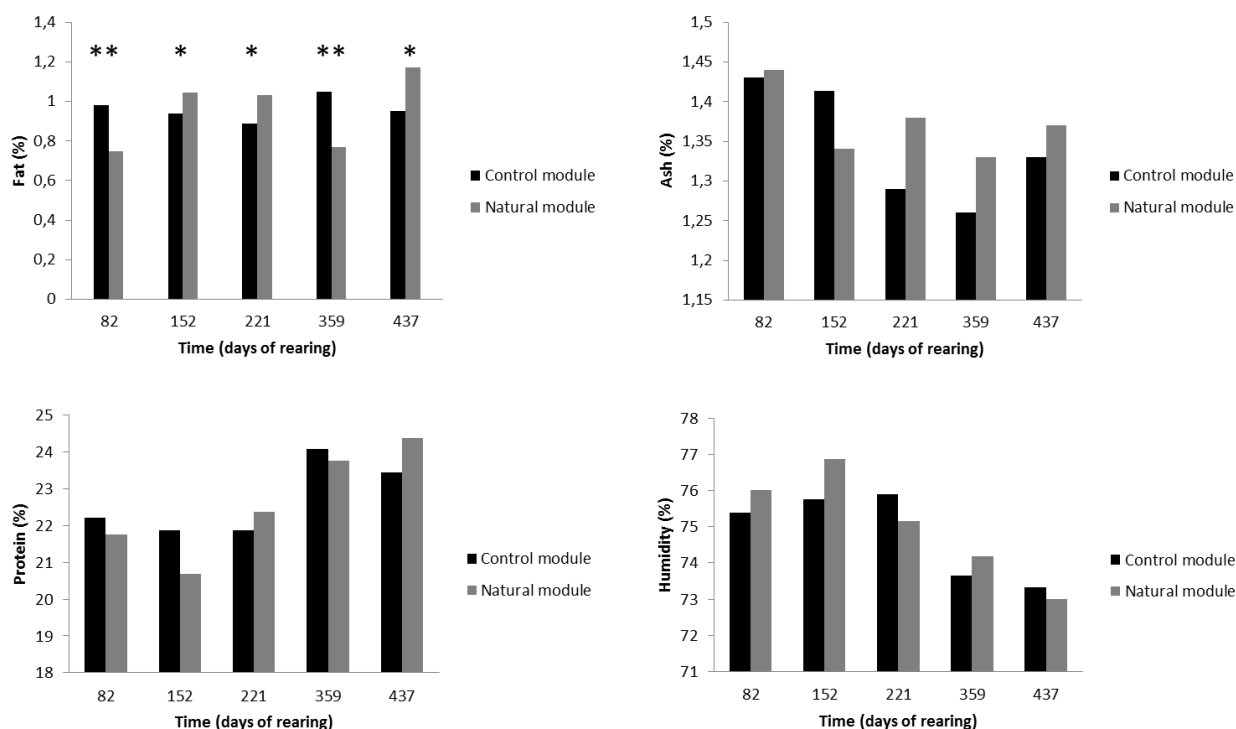 1,4
1,2
1
0,8
0,6
0,4
0,2
0
Fat (%)
** * * ** *
82 152 221 359 437
Time (days of rearing)
Control module
Natural module
1,5
1,45
1,4
1,35
1,3
1,25
1,2
1,15
Ash (%)
82 152 221 359 437
Time (days of rearing)
Control module
Natural module
25
24
23
22
21
20
19
18
Protein (%)
82 152 221 359 437
Time (days of rearing)
Control module
Natural module
78
77
76
75
74
73
72
71
Humidity (%)
82 152 221 359 437
Time (days of rearing)
Control module
Natural module